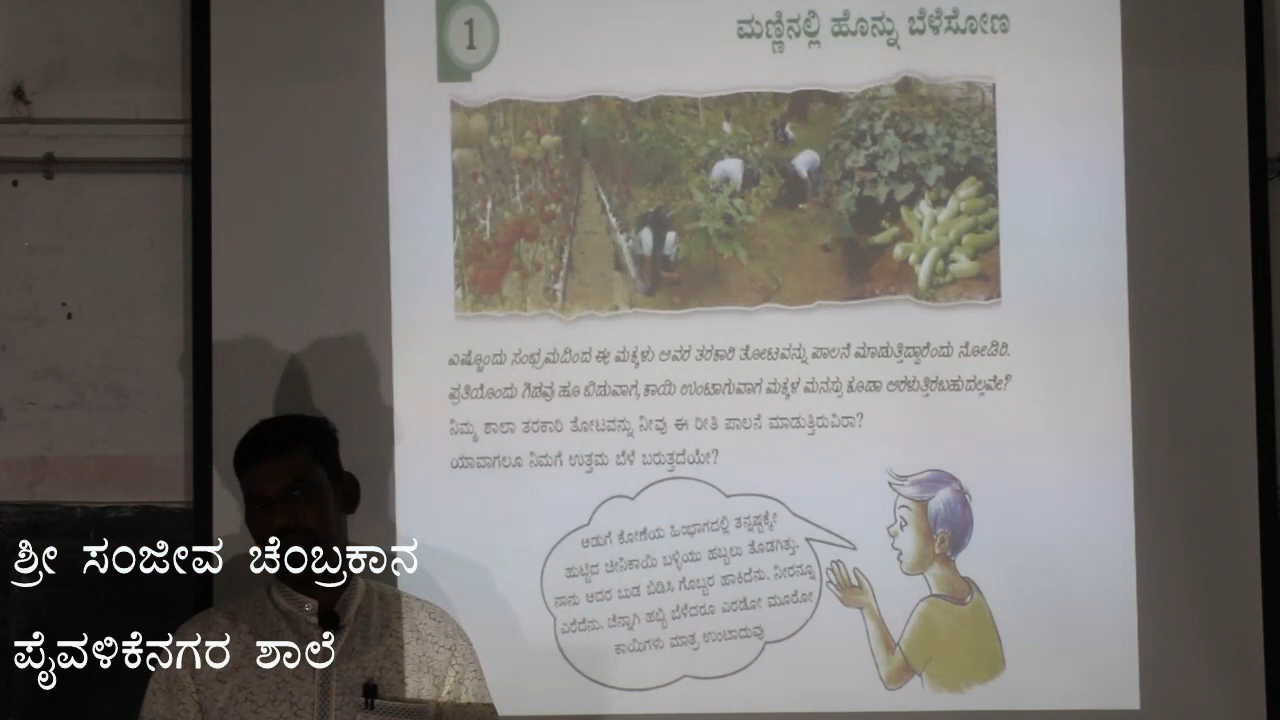 1
ಮಣ್ಣಿನಲ್ಲಿ ಹೊನ್ನು ಬೆಳೆಸೋಣ
ಎಷ್ಟೊಂದು ಸಂಭ್ರಮದಿಂದ ಈ ಮಕ್ಕಳು ಅವರ ತರಕಾರಿ ತೋಟವನ್ನು ಪಾಲನೆ ಮಾಡುತ್ತಿದ್ದಾರೆಂದು ನೋಡಿರಿ.
ಪ್ರತಿಯೊಂದು ಗಿಡವು ಹೂ ಬಿಡುವಾಗ, ಕಾಯಿ ಉಂಟಾಗುವಾಗ ಮಕ್ಕಳ ಮನಸ್ಸು ಕೂಡಾ ಅರಳುತ್ತಿರಬಹುದಲ್ಲವೇ?
ನಿಮ್ಮ ಶಾಲಾ ತರಕಾರಿ ತೋಟವನ್ನು ನೀವು ಈ ರೀತಿ ಪಾಲನೆ ಮಾಡುತ್ತಿರುವಿರಾ?
ಯಾವಾಗಲೂ ನಿಮಗೆ ಉತ್ತಮ ಬೆಳೆ ಬರುತ್ತದೆಯೇ?
ಅಡುಗೆ ಕೋಣೆಯ ಹಿಂಭಾಗದಲ್ಲಿ ತನ್ನಷ್ಟಕ್ಕೇ
ಹುಟ್ಟಿದ ಚೀನಿಕಾಯಿ ಬಳ್ಳಿಯು ಹಬ್ಬಲು ತೊಡಗಿತ್ತು.
ನಾನು ಅದರ ಬುಡ ಬಿಡಿಸಿ ಗೊಬ್ಬರ ಹಾಕಿದೆನು. ನೀರನ್ನೂ
ಎರೆದೆನು. ಚೆನ್ನಾಗಿ ಹಬ್ಬಿ ಬೆಳೆದರೂ ಎರಡೋ ಮೂರೋ
ಕಾಯಿಗಳು ಮಾತ್ರ ಉಂಟಾದುವು
ಶ್ರೀ ಸಂಜೀವ ಚೆಂಬ್ರಕಾನ
ಪೈವಳಿಕೆನಗರ ಶಾಲೆ